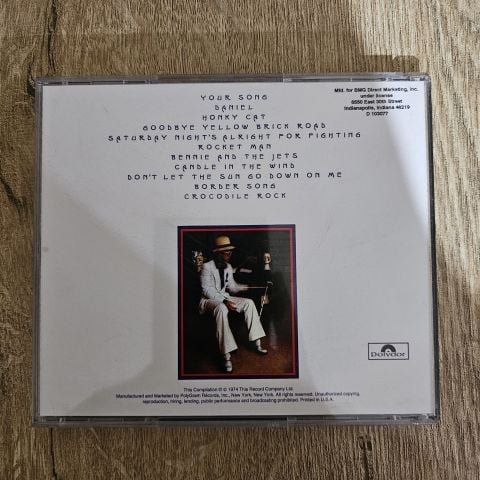 YOUR SONG
DANIEL
HONKY CAT
GOODBYE YELLOW BRICK ROAD
SATURDAY NIGHT'S ALRIGHT FOR FIGHTING
ROCKET MAN
BENNIE AND THE JETS
CANDLE IN THE WIND
DON'T LET THE SUN GO DOWN ON ME
BORDER SONG
CROCODILE ROCK
Mfd. for BMG Direct Marketing, Inc.
under license
6550 East 30th Street
Indianapolis, Indiana 46219
D 103077
Polydor
This Compilation ℗ © 1974 This Record Company Ltd.
Manufactured and Marketed by PolyGram Records, Inc., New York, New York. All rights reserved. Unauthorized copying,
reproduction, hiring, lending, public performance and broadcasting prohibited. Printed in U.S.A.